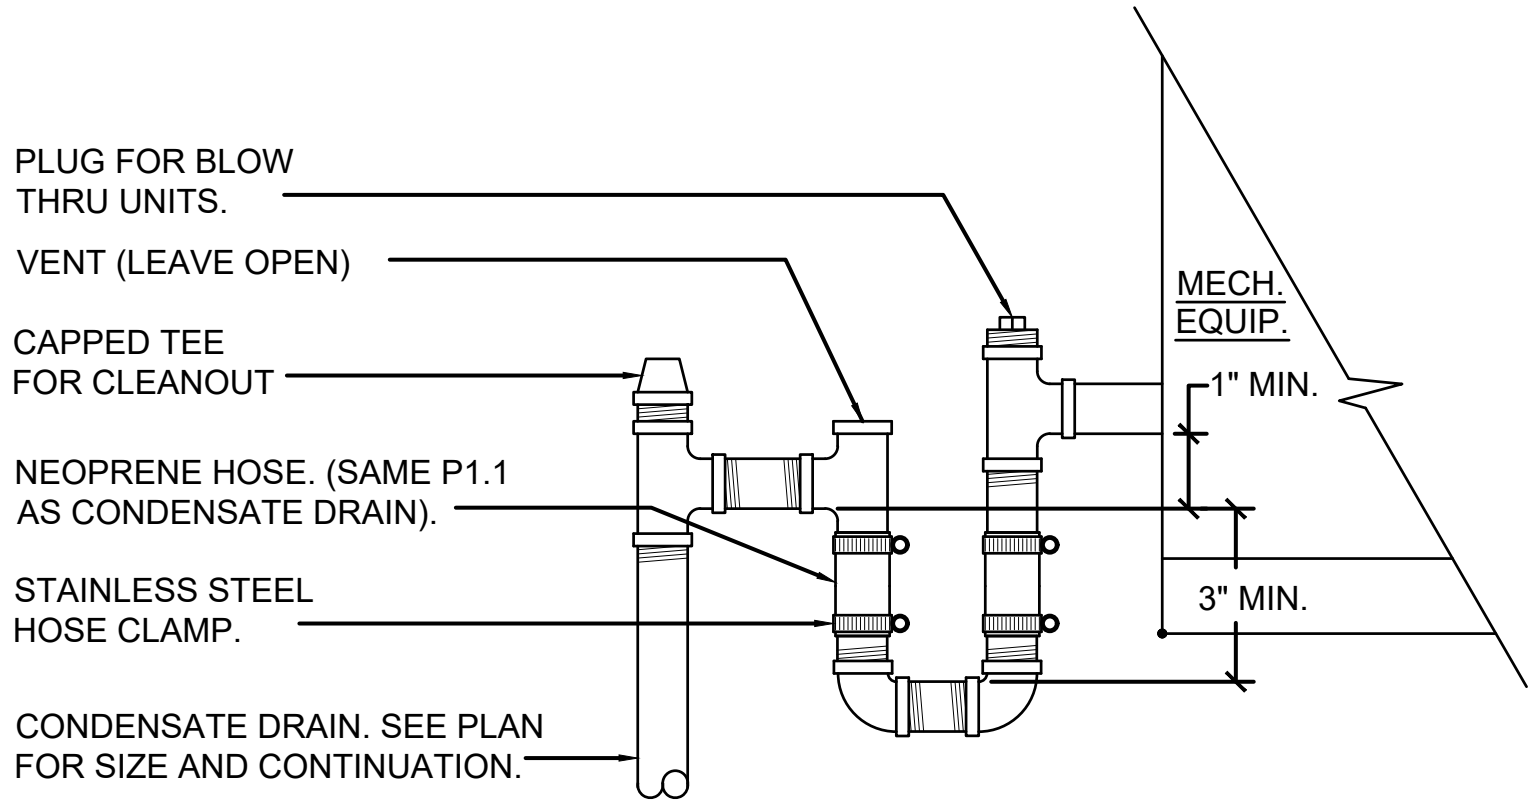 PLUG FOR BLOW
THRU UNITS.
VENT (LEAVE OPEN)
CAPPED TEE
FOR CLEANOUT
NEOPRENE HOSE. (SAME P1.1
AS CONDENSATE DRAIN).
STAINLESS STEEL
HOSE CLAMP.
CONDENSATE DRAIN. SEE PLAN
FOR SIZE AND CONTINUATION.
MECH.
EQUIP.
1" MIN.
3" MIN.